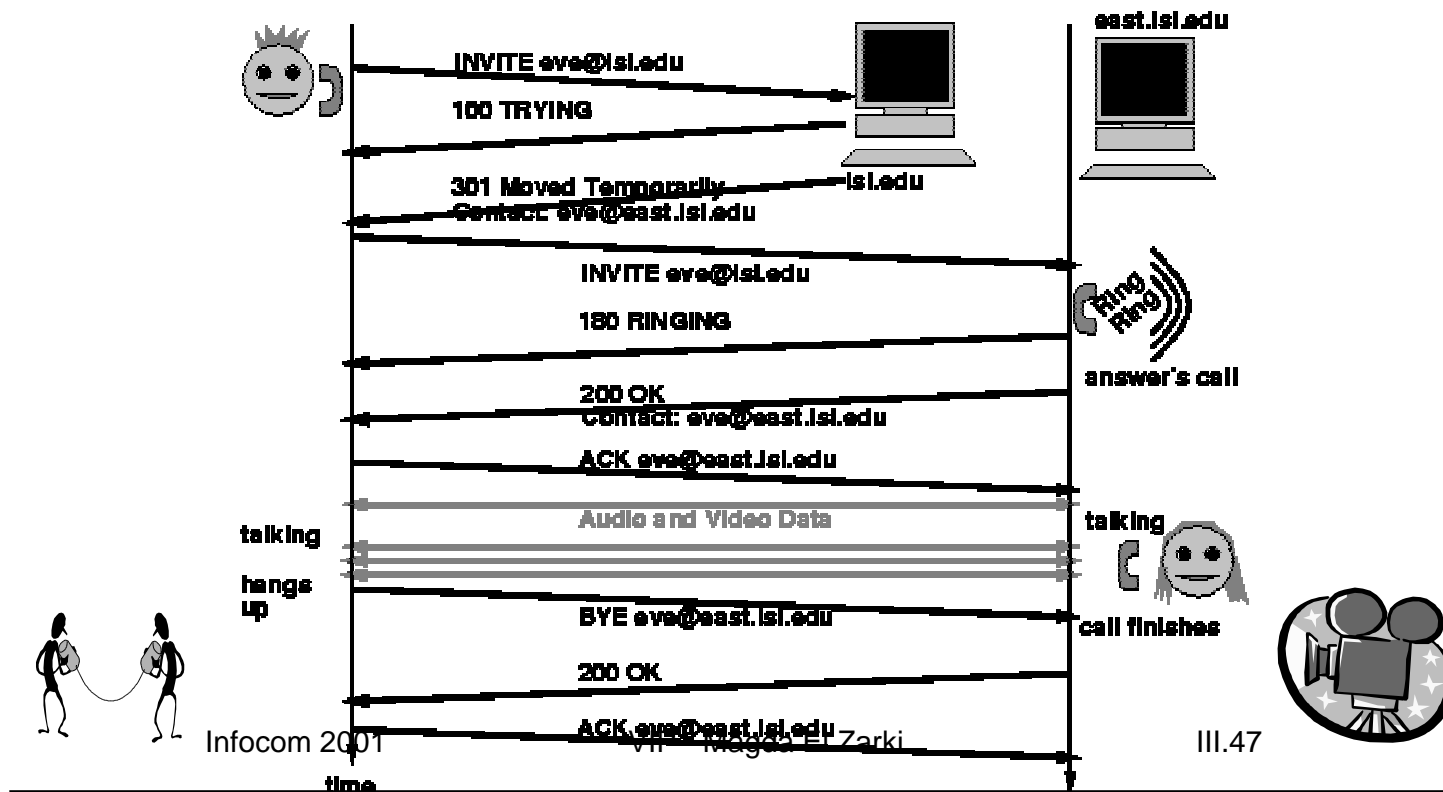 east.isi.edu
INVITE eve@isi.edu
100 TRYING
301 Moved Temporarily
Contact: eve@east.isi.edu
isi.edu
INVITE eve@isi.edu
Ring
Ring
180 RINGING
answer's call
200 OK
Contact: eve@east.isi.edu
ACK eve@east.isi.edu
Audio and Video Data
talking
talking
hangs
up
BYE eve@east.isi.edu
call finishes
200 OK
ACK eve@east.isi.edu
Infocom 2001
Magda El Zarki
III.47
time